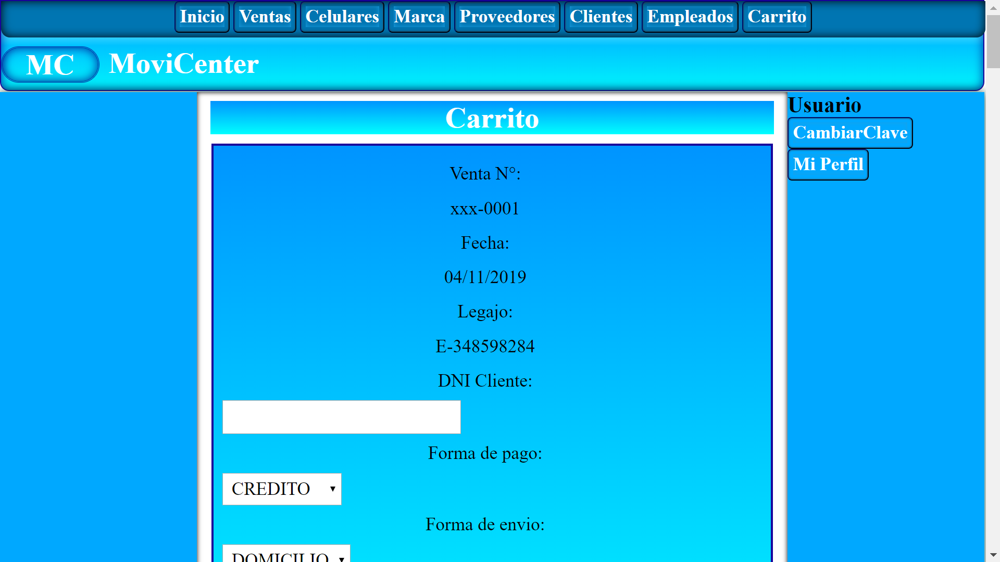 Inicio Ventas Celulares Marca Proveedores Clientes Empleados Carrito
MC MoviCenter
Carrito
Usuario
CambiarClave
Mi Perfil
Venta N°:
xxx-0001
Fecha:
04/11/2019
Legajo:
E-348598284
DNI Cliente:
Forma de pago:
CREDITO
Forma de envio:
DOMICILIO